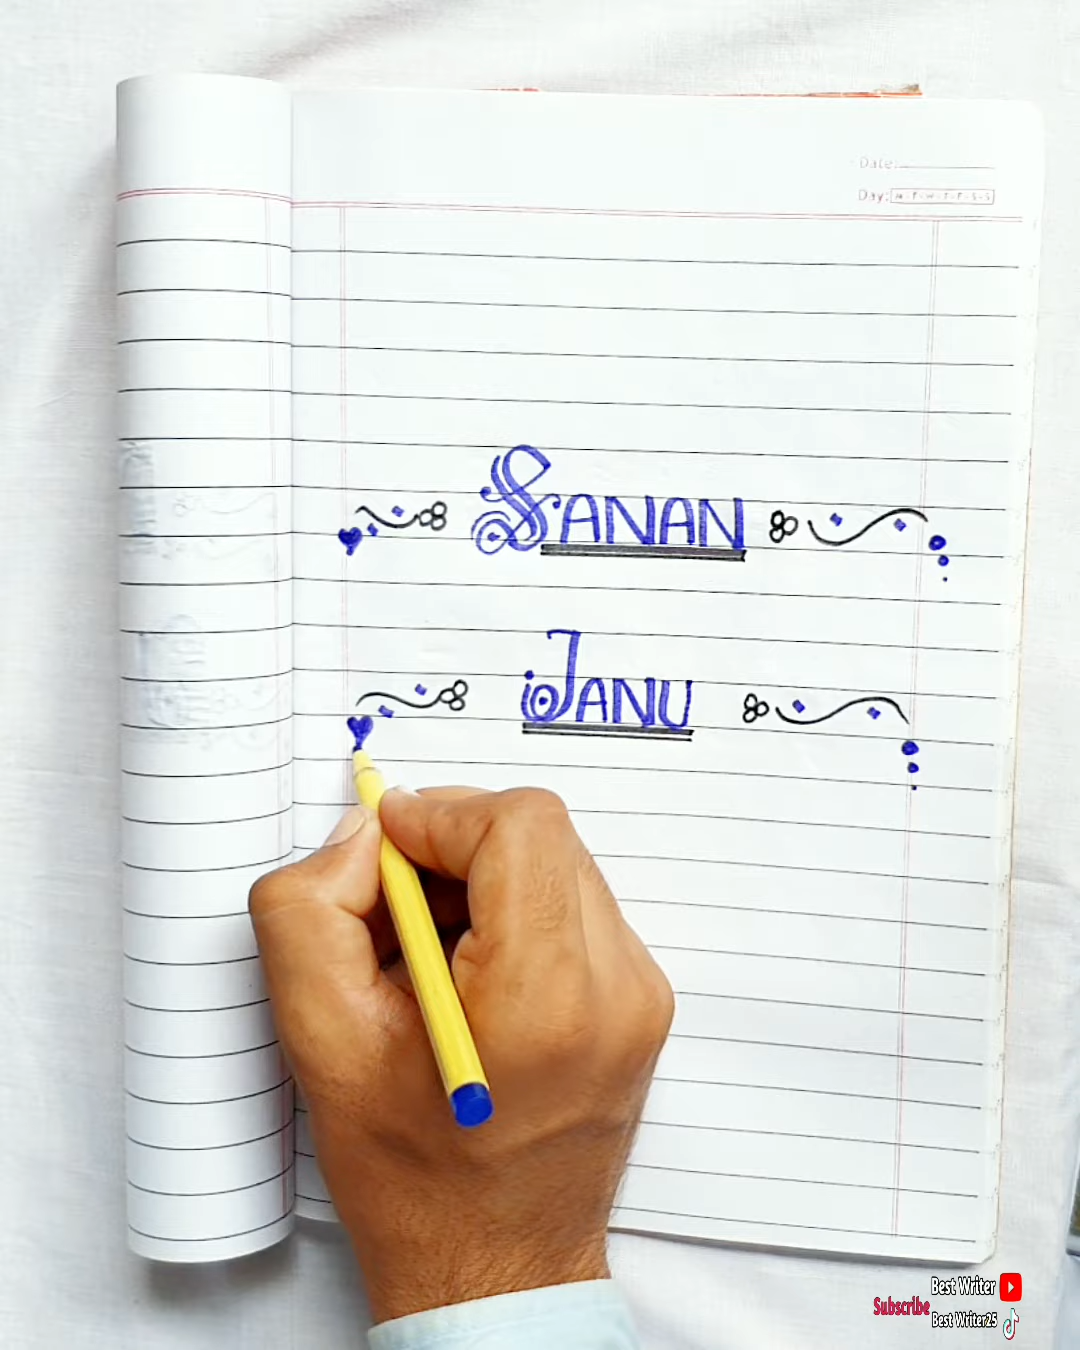 Date:
Day: M-T-W-T-F-S-S
SANAN
JANU
Best Writer
Subscribe
Best Writer25